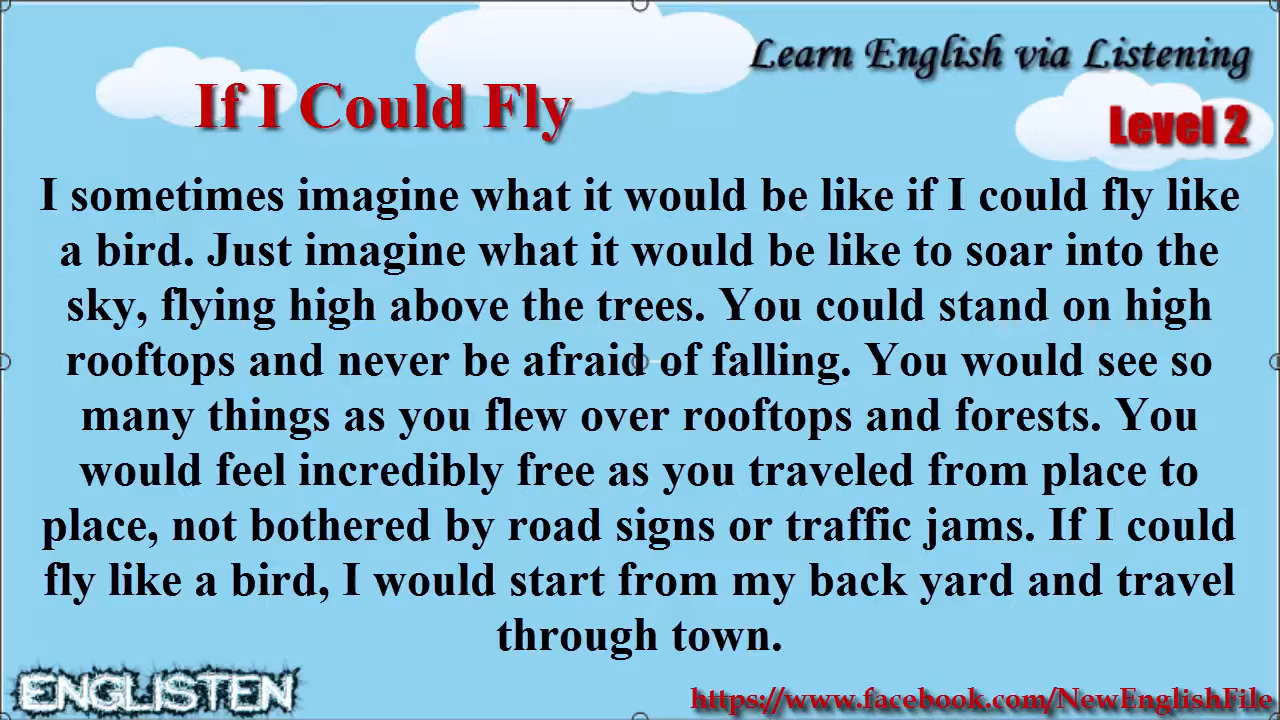 Learn English via Listening
If I Could Fly
Level 2
I sometimes imagine what it would be like if I could fly like
a bird. Just imagine what it would be like to soar into the
sky, flying high above the trees. You could stand on high
rooftops and never be afraid of falling. You would see so
many things as you flew over rooftops and forests. You
would feel incredibly free as you traveled from place to
place, not bothered by road signs or traffic jams. If I could
fly like a bird, I would start from my back yard and travel
through town.
ENGLISTEN
https://www.facebook.com/NewEnglishFile